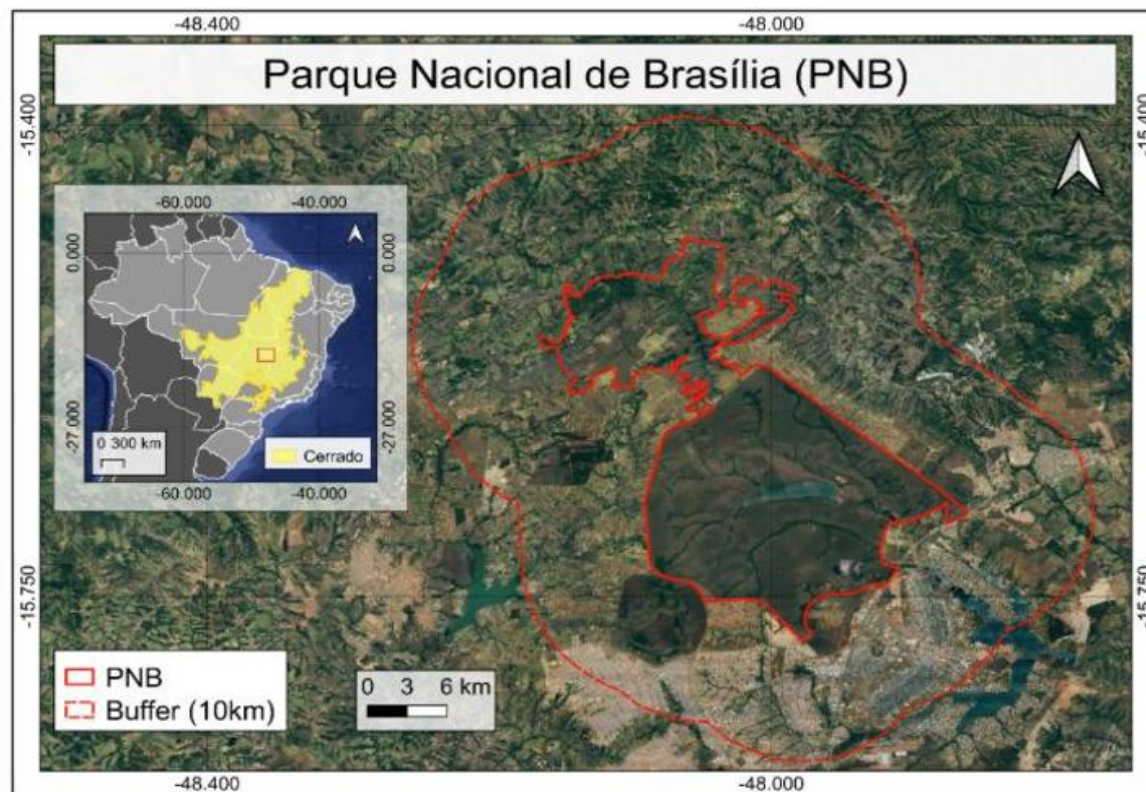 -48.400 -48.000
Parque Nacional de Brasília (PNB)
-15.400 -15.400
-60.000 -40.000
0.000 0.000
-27.000 -27.000
0 300 km
Cerrado
-60.000 -40.000
-15.750 -15.750
PNB
Buffer (10km)
0 3 6 km
-48.400 -48.000